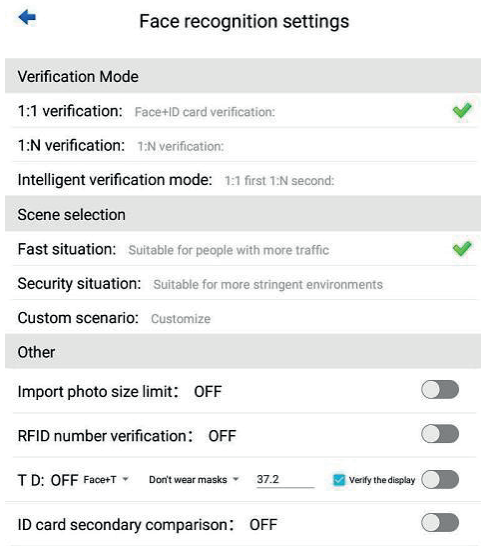 Face recognition settings
Verification Mode
1:1 verification: Face+ID card verification:
1:N verification: 1:N verification:
Intelligent verification mode: 1:1 first 1:N second:
Scene selection
Fast situation: Suitable for people with more traffic
Security situation: Suitable for more stringent environments
Custom scenario: Customize
Other
Import photo size limit: OFF
RFID number verification: OFF
T D: OFF Face+T Don't wear masks 37.2 Verify the display
ID card secondary comparison: OFF